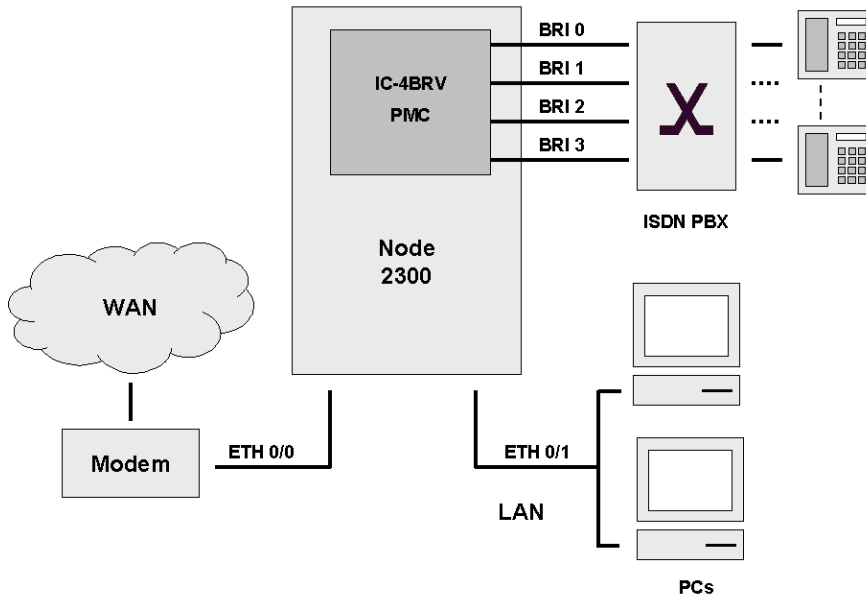 BRI 0
BRI 1
BRI 2
BRI 3
IC-4BRV
PMC
ISDN PBX
Node
2300
WAN
Modem
ETH 0/0
ETH 0/1
LAN
PCs